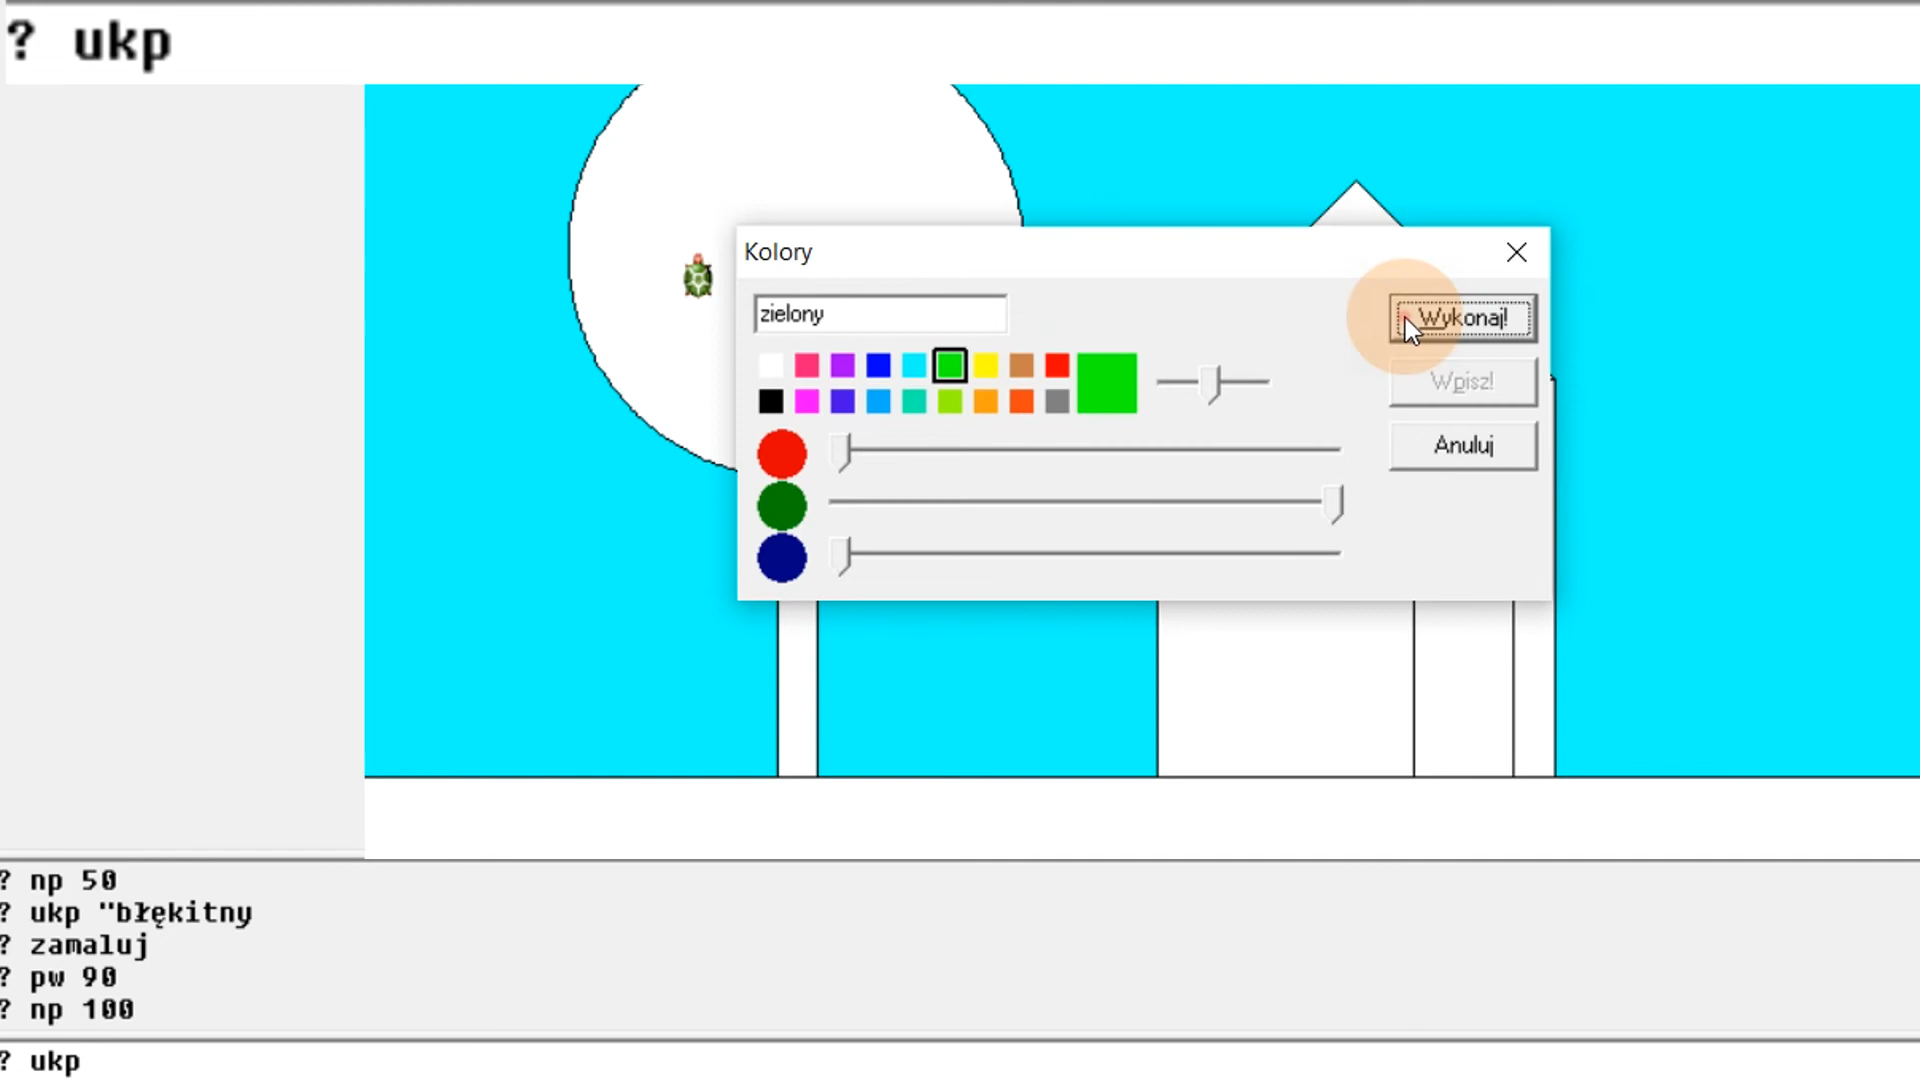 ? ukp
Kolory
zielony
Wykonaj!
Wpisz!
Anuluj
? np 50
? ukp "błękitny
? zamaluj
? pw 90
? np 100
? ukp